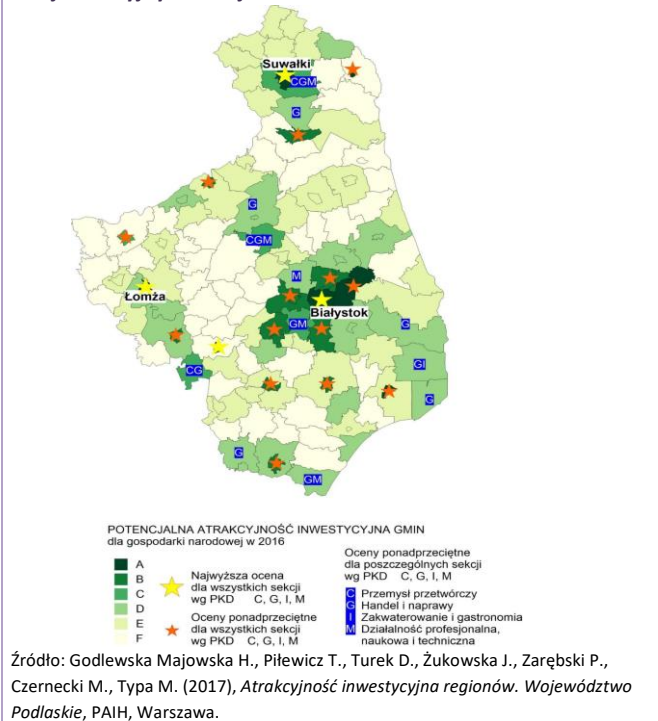 Suwałki
CGM
G
G
CGM
M
Łomża
Białystok
GM
G
GI
CG
G
G
GM
POTENCJALNA ATRAKCYJNOŚĆ INWESTYCYJNA GMIN
dla gospodarki narodowej w 2016
A
B
C
D
E
F
Najwyższa ocena
dla wszystkich sekcji
wg PKD C, G, I, M
Oceny ponadprzeciętne
dla wszystkich sekcji
wg PKD C, G, I, M
Oceny ponadprzeciętne
dla poszczególnych sekcji
wg PKD C, G, I, M
C Przemysł przetwórczy
G Handel i naprawy
I Zakwaterowanie i gastronomia
M Działalność profesjonalna,
naukowa i techniczna
Źródło: Godlewska Majowska H., Piłewicz T., Turek D., Żukowska J., Zarębski P.,
Czernecki M., Typa M. (2017), Atrakcyjność inwestycyjna regionów. Województwo
Podlaskie, PAIH, Warszawa.